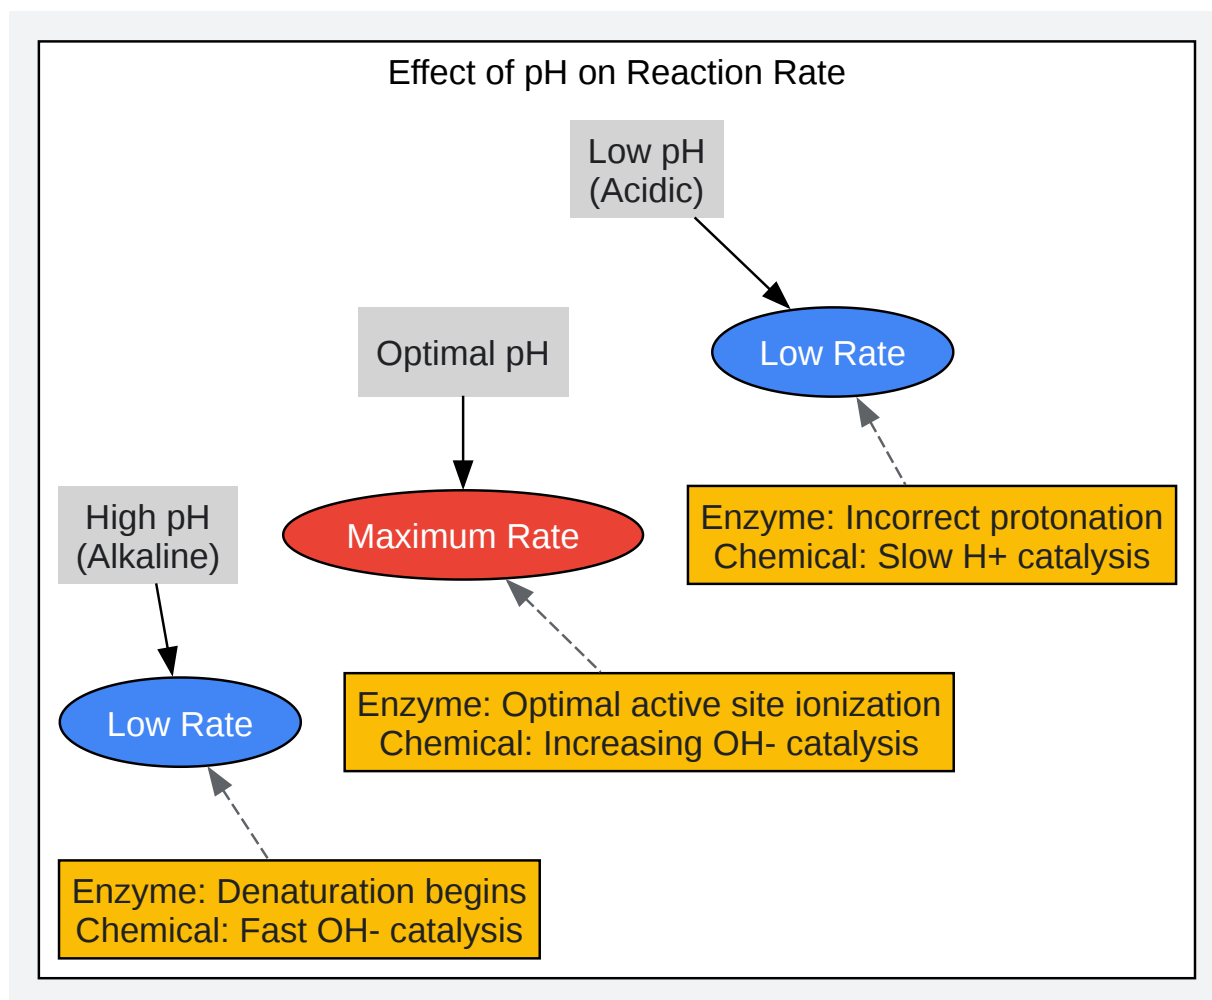 Effect of pH on Reaction Rate
Low pH
(Acidic)
Optimal pH
Low Rate
High pH
(Alkaline)
Maximum Rate
Enzyme: Incorrect protonation
Chemical: Slow H+ catalysis
Low Rate
Enzyme: Optimal active site ionization
Chemical: Increasing OH- catalysis
Enzyme: Denaturation begins
Chemical: Fast OH- catalysis